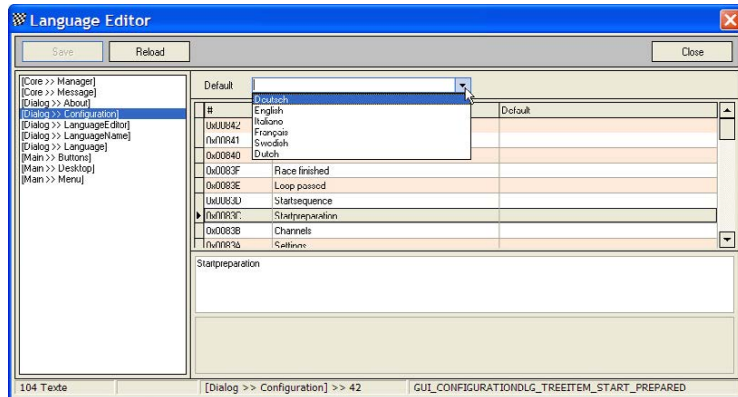 Language Editor
Save Reload Close
[Core >> Manager]
[Core >> Message]
[Dialog >> About]
[Dialog >> Configuration]
[Dialog >> LanguageEditor]
[Dialog >> LanguageName]
[Dialog >> Language]
[Main >> Buttons]
[Main >> Desktop]
[Main >> Menu]
Default
Deutsch
English
Italiano
Français
Swedish
Dutch
# Default
0x00842
0x00841
0x00840
0x0083F Race finished
0x0083E Loop passed
0x0083D Startsequence
0x0083C Startpreparation
0x0083B Channels
0x0083A Settings
Startpreparation
104 Texte [Dialog >> Configuration] >> 42 GUI_CONFIGURATIONDLG_TREEITEM_START_PREPARED